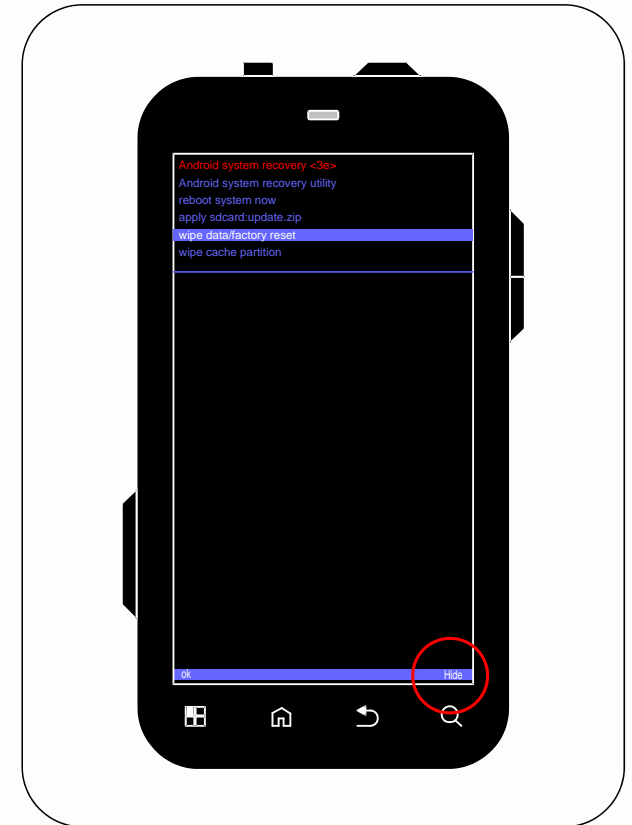 Android system recovery <3e>
Android system recovery utility
reboot system now
apply sdcard:update.zip
wipe data/factory reset
wipe cache partition
ok Hide